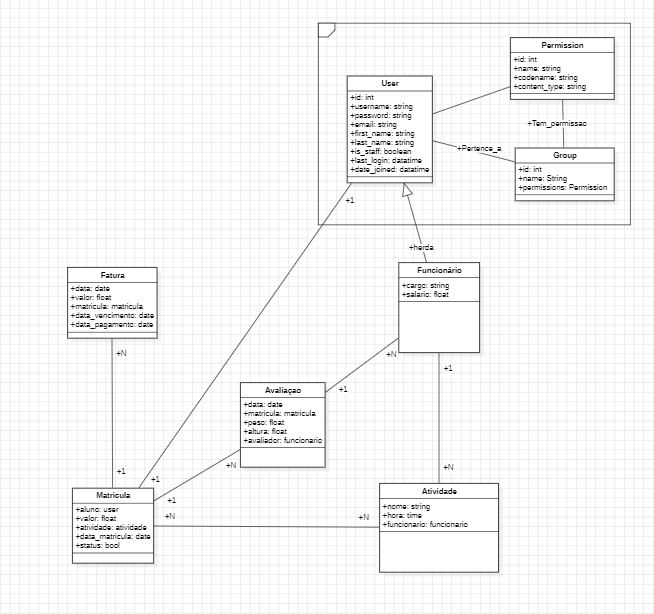 Permission
+id: int
+name: string
+codename: string
+content_type: string
User
+id: int
+username: string
+password: string
+email: string
+first_name: string
+last_name: string
+is_staff: boolean
+last_login: datatime
+date_joined: datatime
+Tem_permissao
+Pertence_a
Group
+id: int
+name: String
+permissions: Permission
+1
+herda
Funcionário
+cargo: string
+salario: float
Fatura
+data: date
+valor: float
+matricula: matricula
+data_vencimento: date
+data_pagamento: date
+N
+N
+1
+1
Avaliaçao
+data: date
+matricula: matricula
+peso: float
+altura: float
+avaliador: funcionario
+N
+1
+1
+1
+N
Matricula
+aluno: user
+valor: float
+atividade: atividade
+data_matricula: date
+status: bool
+N
+N
Atividade
+nome: string
+hora: time
+funcionario: funcionario